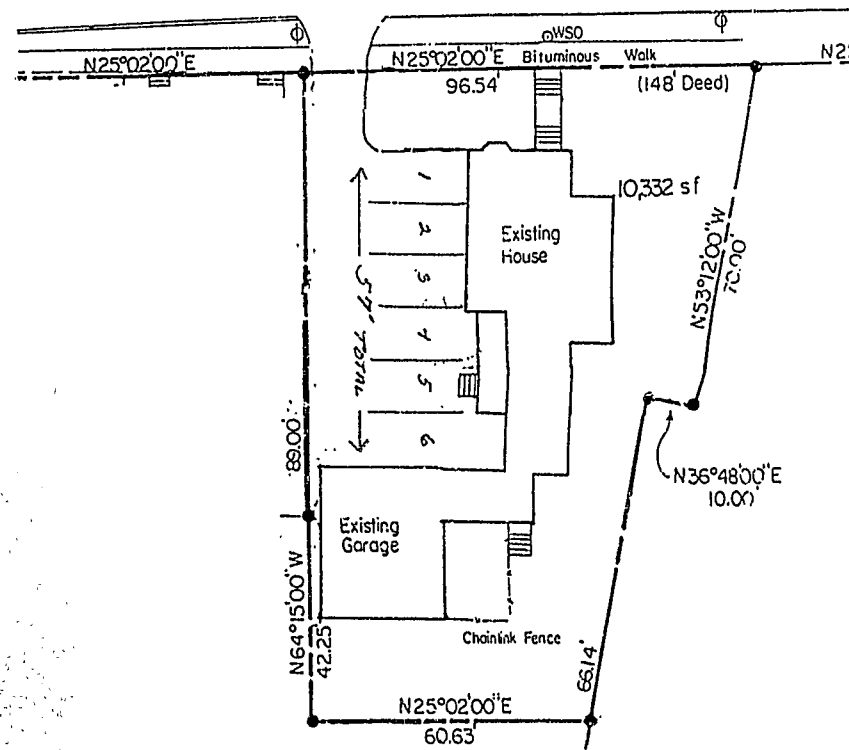 WSO
N25°02'00"E
N25°02'00"E
Bituminous Walk
96.54'
(148' Deed)
10,332 sf
1
2
3
4
5
6
57' TOTAL
Existing
House
N53°12'00"W
70.00'
89.00'
N36°48'00"E
10.00'
Existing
Garage
N64°15'00"W
42.25
Chainlink Fence
66.14'
N25°02'00"E
60.63'